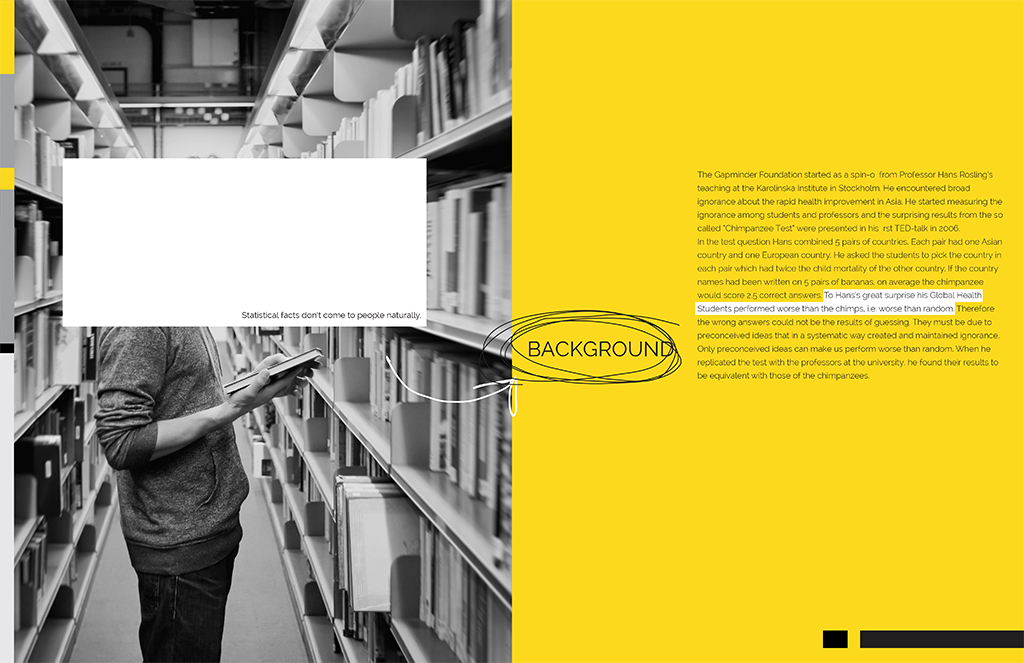 Statistical facts don't come to people naturally.
BACKGROUND
The Gapminder Foundation started as a spin-o from Professor Hans Rosling's
teaching at the Karolinska Institute in Stockholm. He encountered broad
ignorance about the rapid health improvement in Asia. He started measuring the
ignorance among students and professors and the surprising results from the so
called "Chimpanzee Test" were presented in his rst TED-talk in 2006.
In the test question Hans combined 5 pairs of countries. Each pair had one Asian
country and one European country. He asked the students to pick the country in
each pair which had twice the child mortality of the other country. If the country
names had been written on 5 pairs of bananas, on average the chimpanzee
would score 2,5 correct answers. To Hans's great surprise his Global Health
Students performed worse than the chimps, i.e. worse than random. Therefore
the wrong answers could not be the results of guessing. They must be due to
preconceived ideas that in a systematic way created and maintained ignorance.
Only preconceived ideas can make us perform worse than random. When he
replicated the test with the professors at the university, he found their results to
be equivalent with those of the chimpanzees.